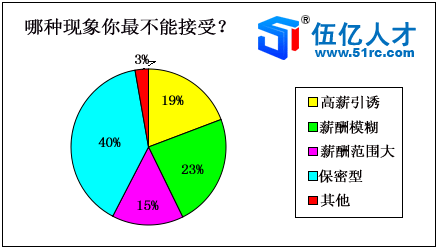 哪种现象你最不能接受？
51
®
伍亿人才
www.51rc.com
3%
19%
23%
15%
40%
高薪引诱
薪酬模糊
薪酬范围大
保密型
其他